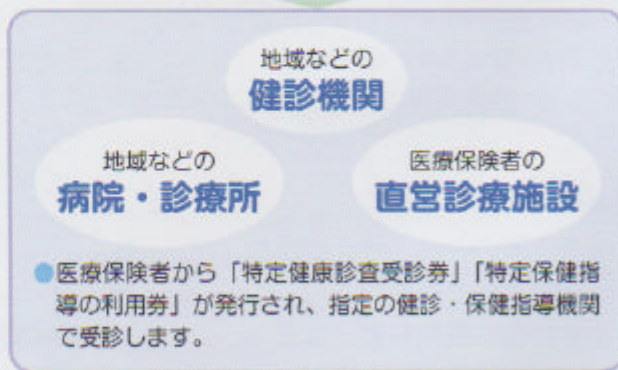 地域などの
健診機関
地域などの
病院・診療所
医療保険者の
直営診療施設
●医療保険者から「特定健康診査受診券」「特定保健指
導の利用券」が発行され、指定の健診・保健指導機関
で受診します。